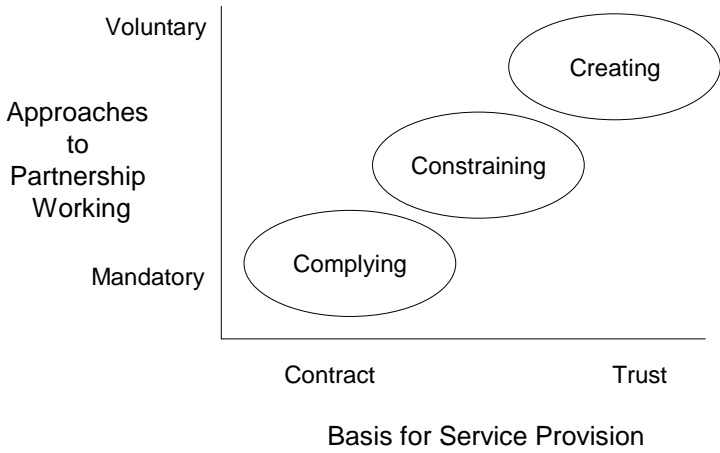 Voluntary
Creating
Approaches
to
Partnership
Working
Constraining
Complying
Mandatory
Contract
Trust
Basis for Service Provision